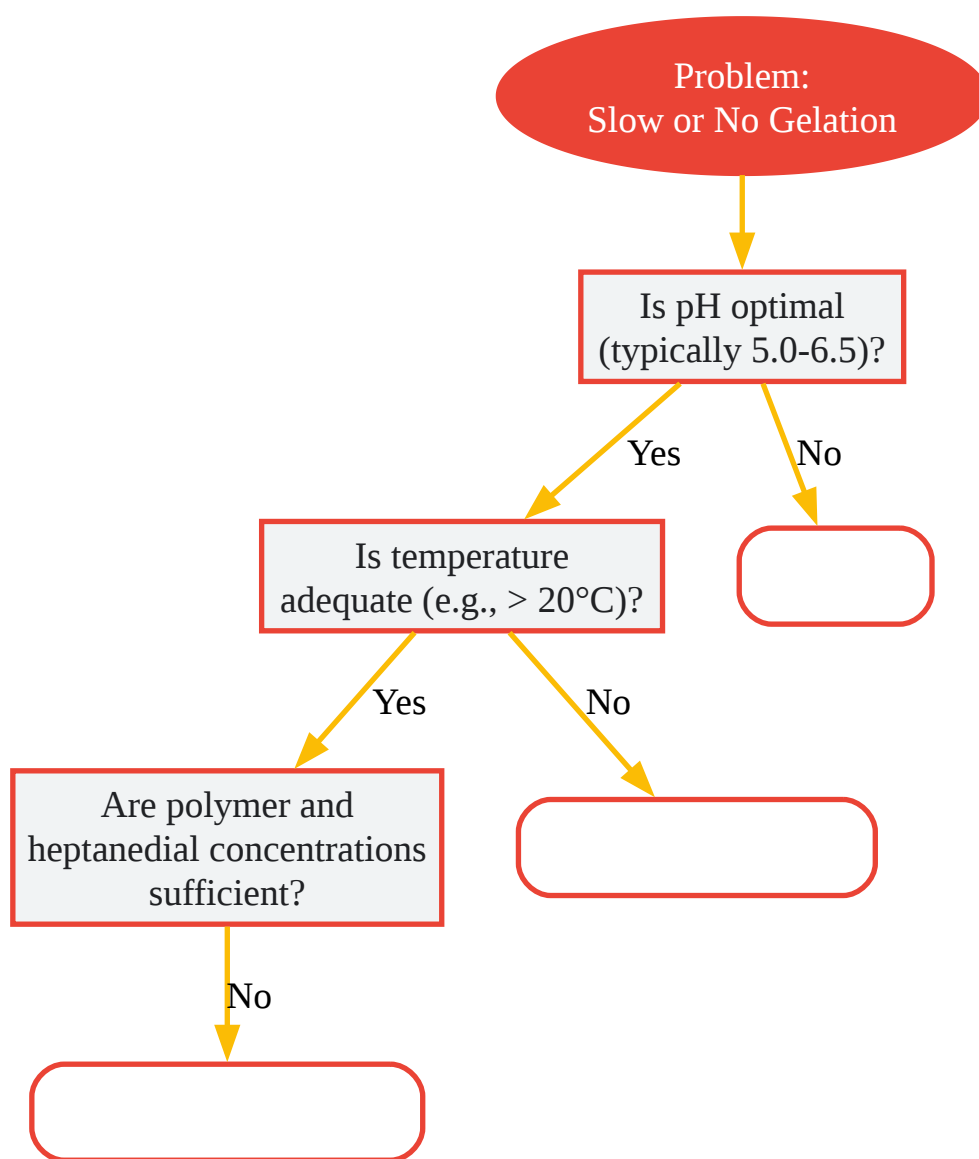 Problem:
Slow or No Gelation
Is pH optimal
(typically 5.0-6.5)?
Yes
No
Is temperature
adequate (e.g., > 20°C)?
Yes
No
Are polymer and
heptanedial concentrations
sufficient?
No